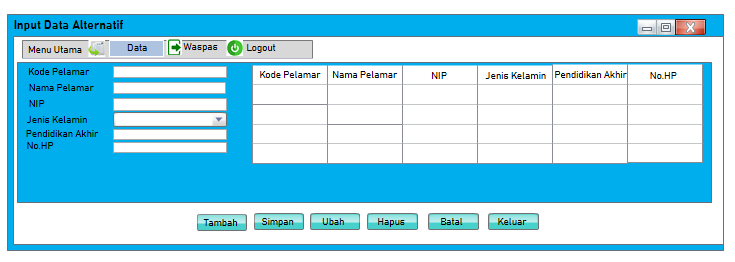 Input Data Alternatif
Menu Utama Data Waspas Logout
Kode Pelamar
Nama Pelamar
NIP
Jenis Kelamin
Pendidikan Akhir
No.HP
Kode Pelamar Nama Pelamar NIP Jenis Kelamin Pendidikan Akhir No.HP
Tambah Simpan Ubah Hapus Batal Keluar